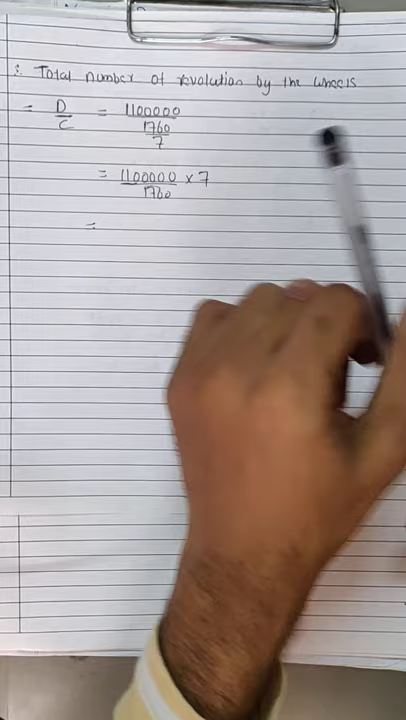 ∴ Total number of revolution by the wheels
= D/C = 1100000/(1760/7)
= 1100000/1760 × 7
=